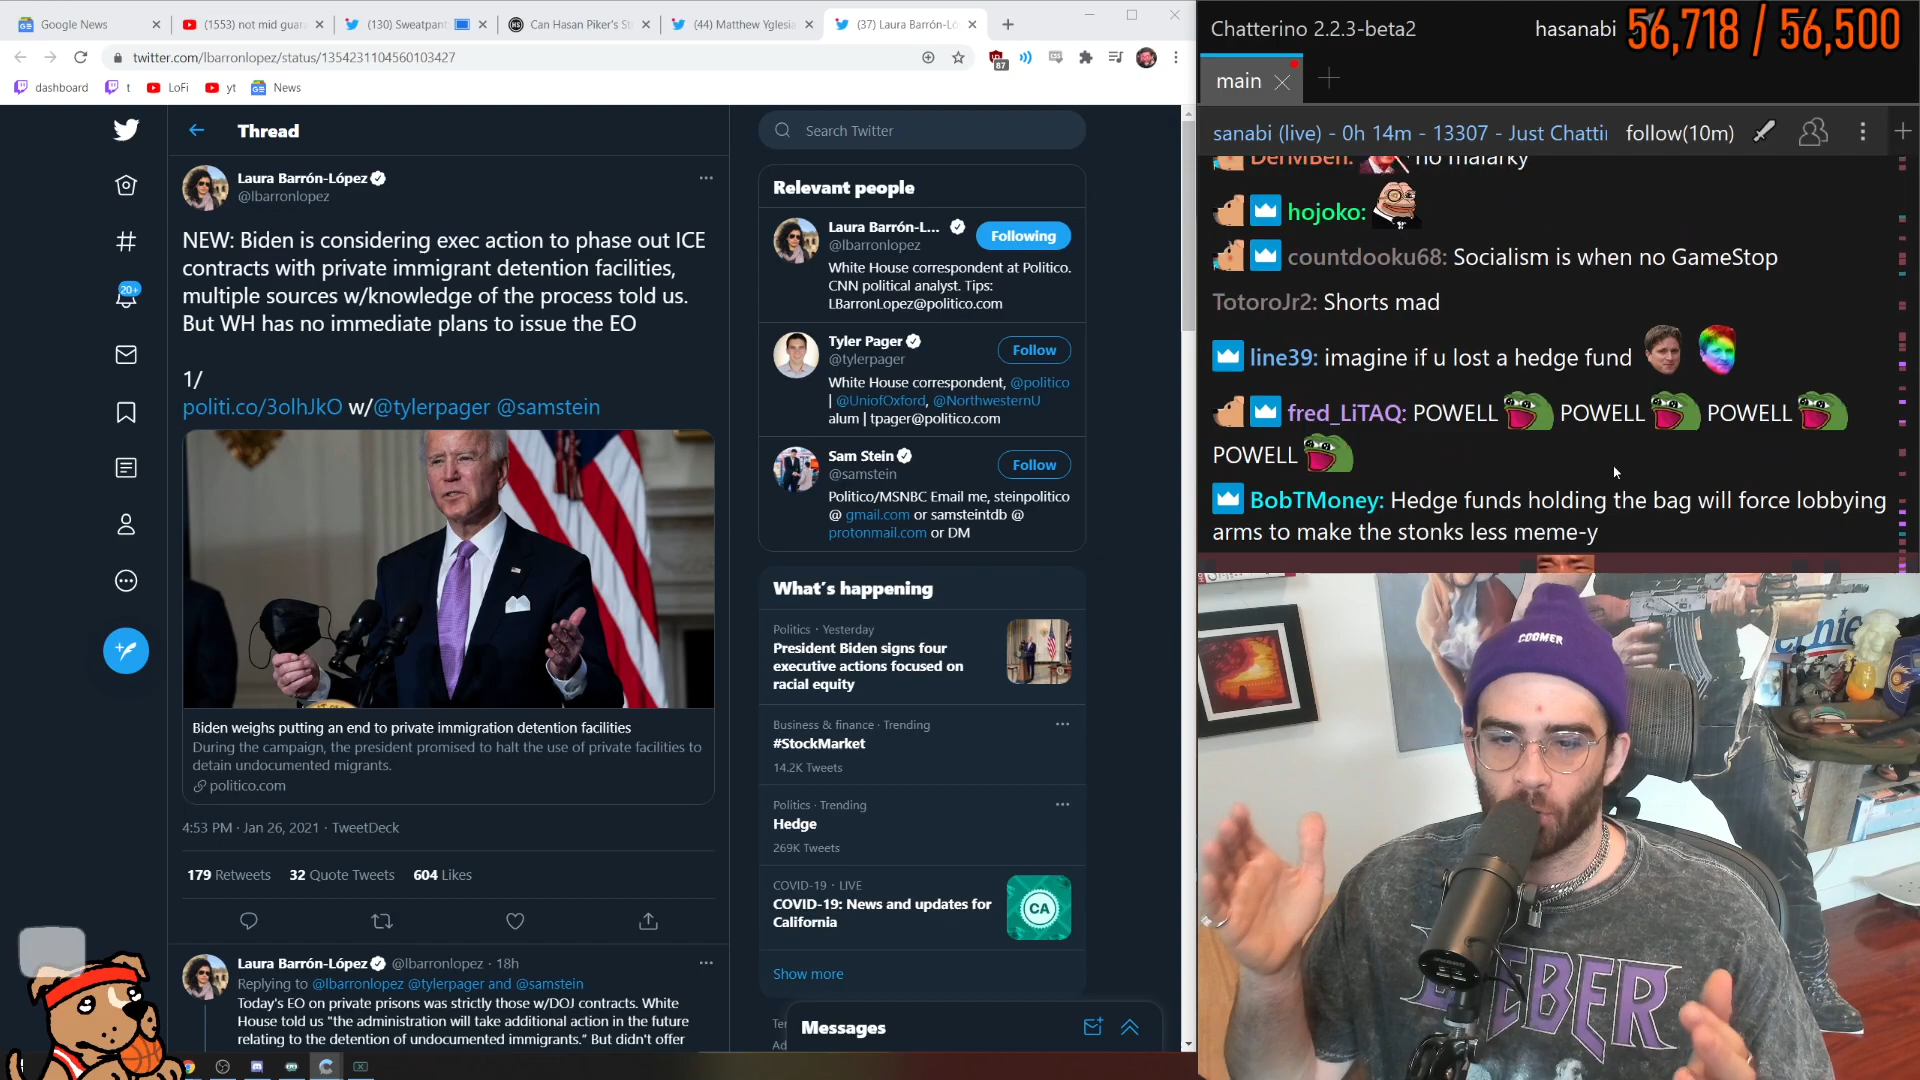 Google News
(1553) not mid guar
(130) Sweatpant
Can Hasan Piker's St
(44) Matthew Yglesia
(37) Laura Barrón-Ló
twitter.com/lbarronlopez/status/1354231104560103427
87
dashboard
t
LoFi
yt
News
Thread
Search Twitter
Laura Barrón-López
@lbarronlopez
NEW: Biden is considering exec action to phase out ICE
contracts with private immigrant detention facilities,
multiple sources w/knowledge of the process told us.
But WH has no immediate plans to issue the EO
1/
politi.co/3olhJkO w/@tylerpager @samstein
Biden weighs putting an end to private immigration detention facilities
During the campaign, the president promised to halt the use of private facilities to
detain undocumented migrants.
politico.com
4:53 PM · Jan 26, 2021 · TweetDeck
179 Retweets 32 Quote Tweets 604 Likes
Laura Barrón-López @lbarronlopez · 18h
Replying to @lbarronlopez @tylerpager and @samstein
Today's EO on private prisons was strictly those w/DOJ contracts. White
House told us "the administration will take additional action in the future
relating to the detention of undocumented immigrants." But didn't offer
20+
Relevant people
Laura Barrón-L...
@lbarronlopez
Following
White House correspondent at Politico.
CNN political analyst. Tips:
LBarronLopez@politico.com
Tyler Pager
@tylerpager
Follow
White House correspondent, @politico
| @UniofOxford, @NorthwesternU
alum | tpager@politico.com
Sam Stein
@samstein
Follow
Politico/MSNBC Email me, steinpolitico
@ gmail.com or samsteintdb @
protonmail.com or DM
What's happening
Politics · Yesterday
President Biden signs four
executive actions focused on
racial equity
Business & finance · Trending
#StockMarket
14.2K Tweets
Politics · Trending
Hedge
269K Tweets
COVID-19 · LIVE
COVID-19: News and updates for
California
CA
Show more
Messages
Chatterino 2.2.3-beta2
hasanabi
56,718 / 56,500
main
sanabi (live) - 0h 14m - 13307 - Just Chatti
follow(10m)
no malarky
hojoko:
countdooku68: Socialism is when no GameStop
TotoroJr2: Shorts mad
line39: imagine if u lost a hedge fund
fred_LiTAQ: POWELL POWELL POWELL
POWELL
BobTMoney: Hedge funds holding the bag will force lobbying
arms to make the stonks less meme-y
COOMER